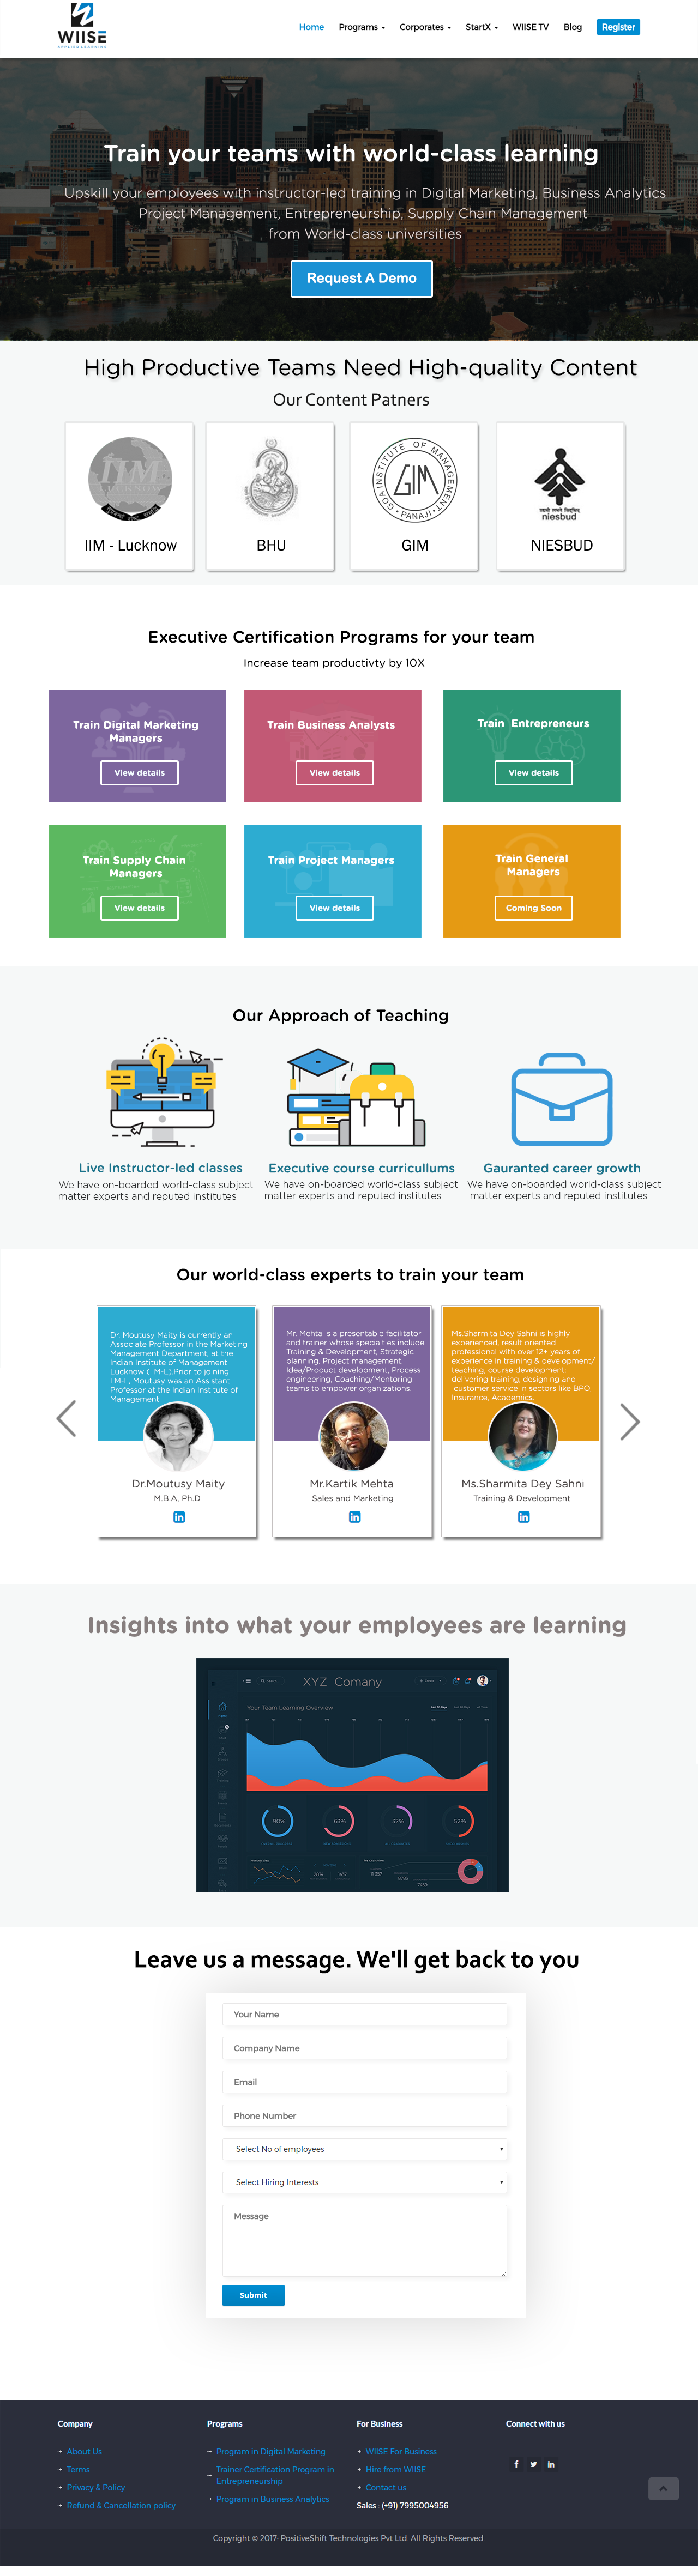 WIISE
APPLIED LEARNING
Home Programs Corporates StartX WIISE TV Blog Register
Train your teams with world-class learning
Upskill your employees with instructor-led training in Digital Marketing, Business Analytics
Project Management, Entrepreneurship, Supply Chain Management
from World-class universities
Request A Demo
High Productive Teams Need High-quality Content
Our Content Patners
GOA INSTITUTE OF MANAGEMENT
GIM
PANAJI
niesbud
IIM - Lucknow BHU GIM NIESBUD
Executive Certification Programs for your team
Increase team productivty by 10X
Train Digital Marketing
Managers
View details
Train Business Analysts
View details
Train Entrepreneurs
View details
Train Supply Chain
Managers
View details
Train Project Managers
View details
Train General
Managers
Coming Soon
Our Approach of Teaching
Live Instructor-led classes
We have on-boarded world-class subject
matter experts and reputed institutes
Executive course curricullums
We have on-boarded world-class subject
matter experts and reputed institutes
Gauranted career growth
We have on-boarded world-class subject
matter experts and reputed institutes
Our world-class experts to train your team
Dr. Moutusy Maity is currently an
Associate Professor in the Marketing
Management Department, at the
Indian Institute of Management
Lucknow (IIM-L).Prior to joining
IIM-L, Moutusy was an Assistant
Professor at the Indian Institute of
Management
Dr.Moutusy Maity
M.B.A, Ph.D
in
Mr. Mehta is a presentable facilitator
and trainer whose specialties include
Training & Development, Strategic
planning, Project management,
Idea/Product development, Process
engineering, Coaching/Mentoring
teams to empower organizations.
Mr.Kartik Mehta
Sales and Marketing
in
Ms.Sharmita Dey Sahni is highly
experienced, result oriented
professional with over 12+ years of
experience in training & development/
teaching, course development:
delivering training, designing and
customer service in sectors like BPO,
Insurance, Academics.
Ms.Sharmita Dey Sahni
Training & Development
in
Insights into what your employees are learning
XYZ Comany
Your Team Learning Overview
90% 63% 32% 52%
Leave us a message. We'll get back to you
Your Name
Company Name
Email
Phone Number
Select No of employees
Select Hiring Interests
Message
Submit
Company
About Us
Terms
Privacy & Policy
Refund & Cancellation policy
Programs
Program in Digital Marketing
Trainer Certification Program in
Entrepreneurship
Program in Business Analytics
For Business
WIISE For Business
Hire from WIISE
Contact us
Sales : (+91) 7995004956
Connect with us
Copyright © 2017. PositiveShift Technologies Pvt Ltd. All Rights Reserved.